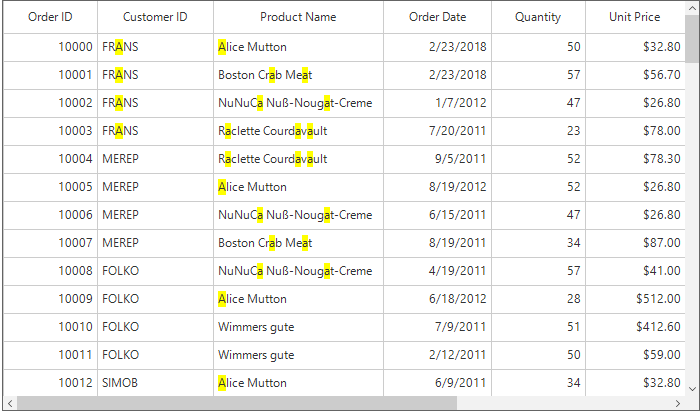 Order ID Customer ID Product Name Order Date Quantity Unit Price
10000 FRANS Alice Mutton 2/23/2018 50 $32.80
10001 FRANS Boston Crab Meat 2/23/2018 57 $56.70
10002 FRANS NuNuCa Nuß-Nougat-Creme 1/7/2012 47 $26.80
10003 FRANS Raclette Courdavault 7/20/2011 23 $78.00
10004 MEREP Raclette Courdavault 9/5/2011 52 $78.30
10005 MEREP Alice Mutton 8/19/2012 52 $26.80
10006 MEREP NuNuCa Nuß-Nougat-Creme 6/15/2011 47 $26.80
10007 MEREP Boston Crab Meat 8/19/2011 34 $87.00
10008 FOLKO NuNuCa Nuß-Nougat-Creme 4/19/2011 57 $41.00
10009 FOLKO Alice Mutton 6/18/2012 28 $512.00
10010 FOLKO Wimmers gute 7/9/2011 51 $412.60
10011 FOLKO Wimmers gute 2/12/2011 50 $59.00
10012 SIMOB Alice Mutton 6/9/2011 34 $32.80